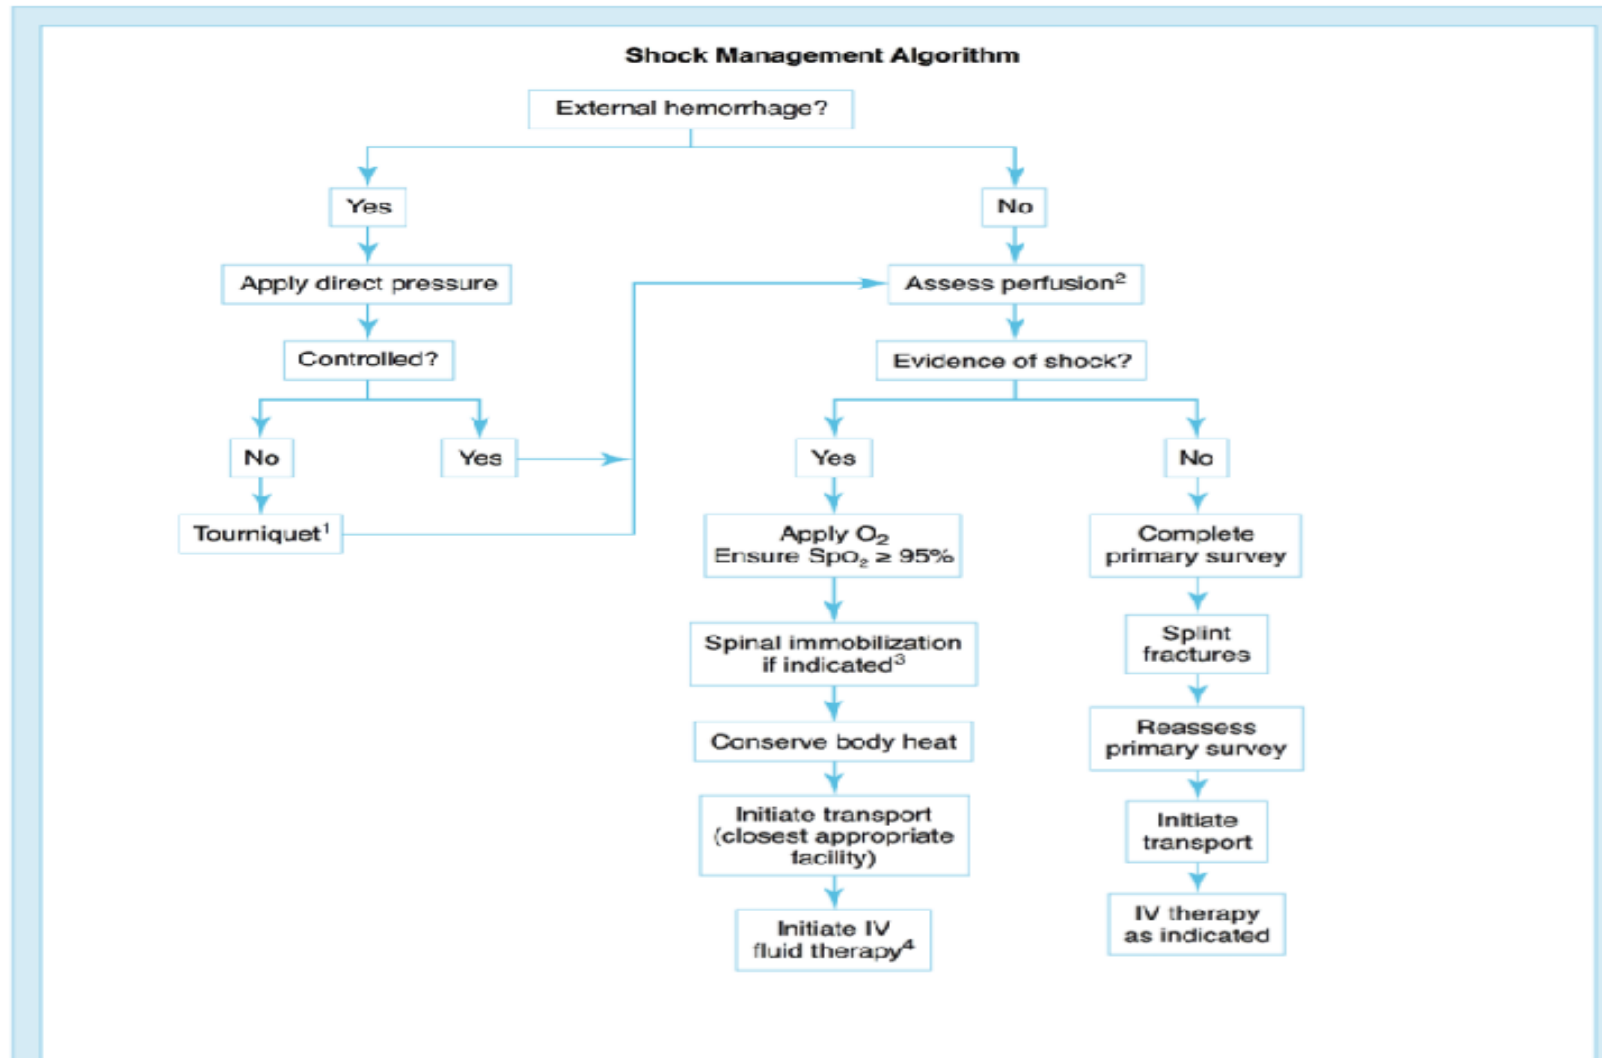 Shock Management Algorithm
External hemorrhage?
Yes
No
Apply direct pressure
Assess perfusion²
Controlled?
Evidence of shock?
No
Yes
Yes
No
Tourniquet¹
Apply O₂
Ensure SpO₂ ≥ 95%
Complete
primary survey
Spinal immobilization
if indicated³
Splint
fractures
Conserve body heat
Reassess
primary survey
Initiate transport
(closest appropriate
facility)
Initiate
transport
Initiate IV
fluid therapy⁴
IV therapy
as indicated